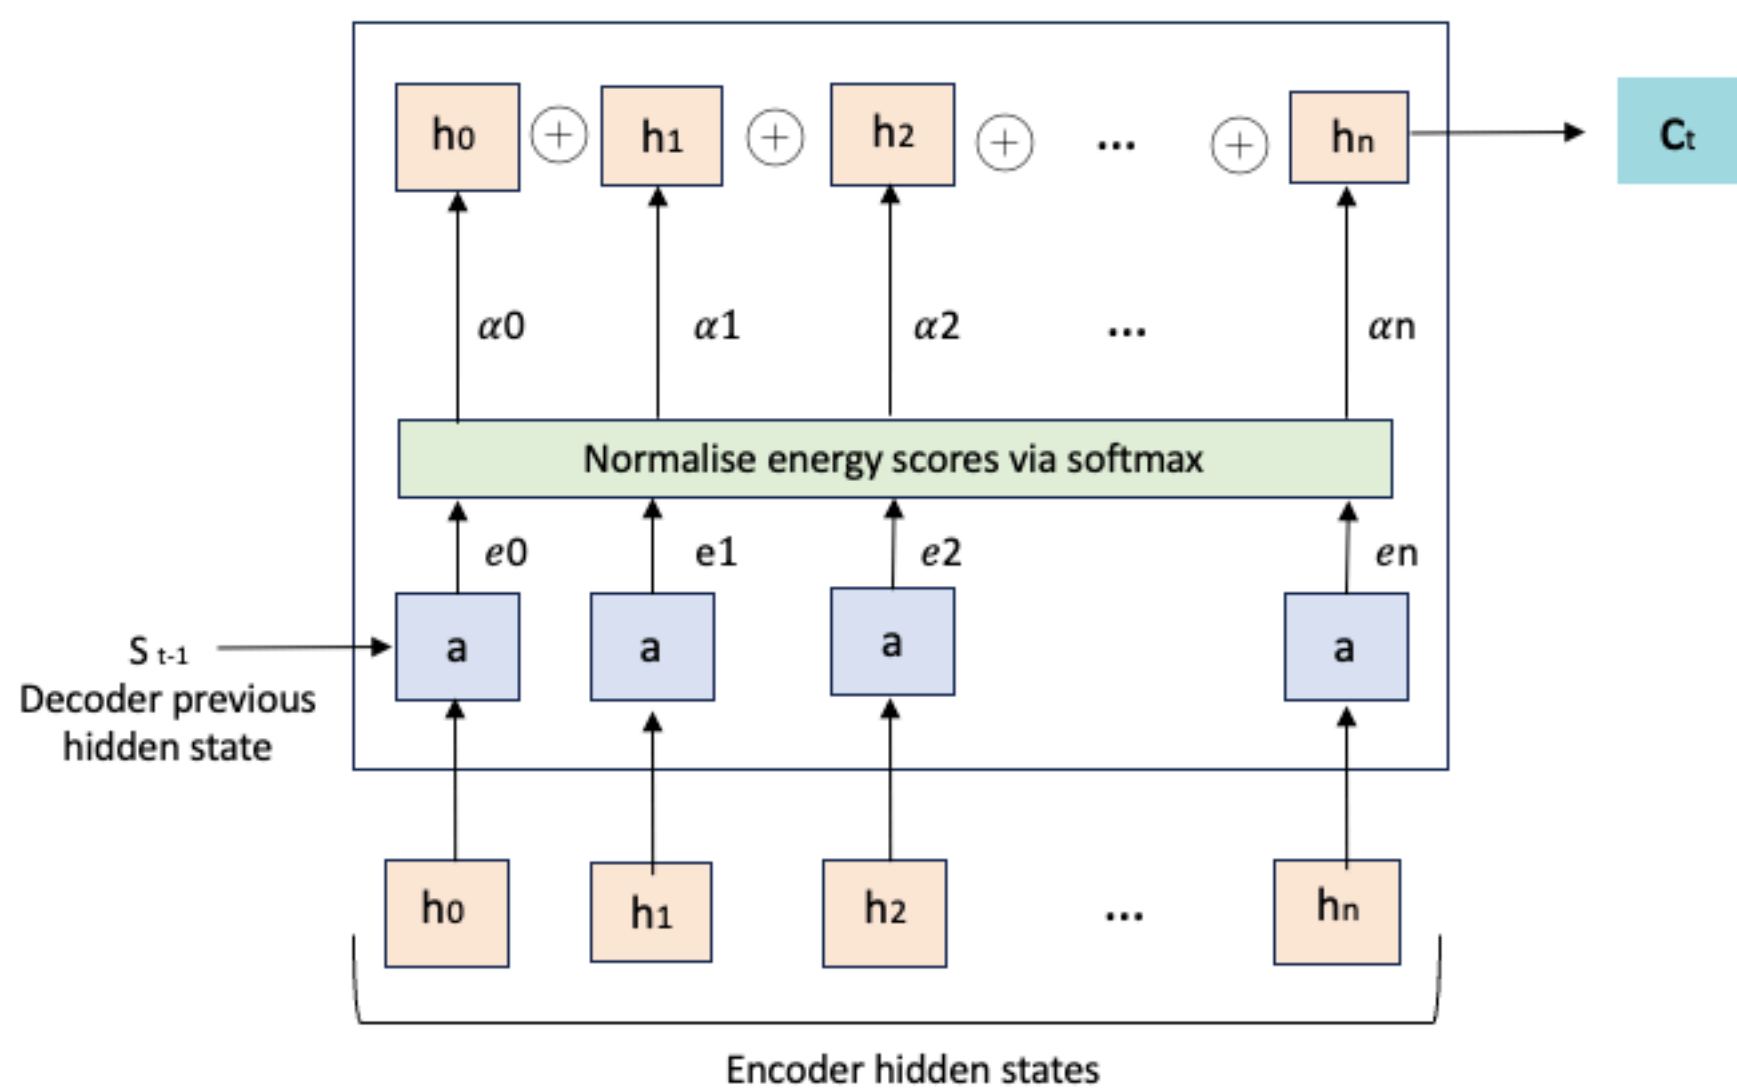 h0 + h1 + h2 + ... + hn Ct
α0 α1 α2 ... αn
Normalise energy scores via softmax
e0 e1 e2 en
a a a a
S t-1
Decoder previous
hidden state
h0 h1 h2 ... hn
Encoder hidden states